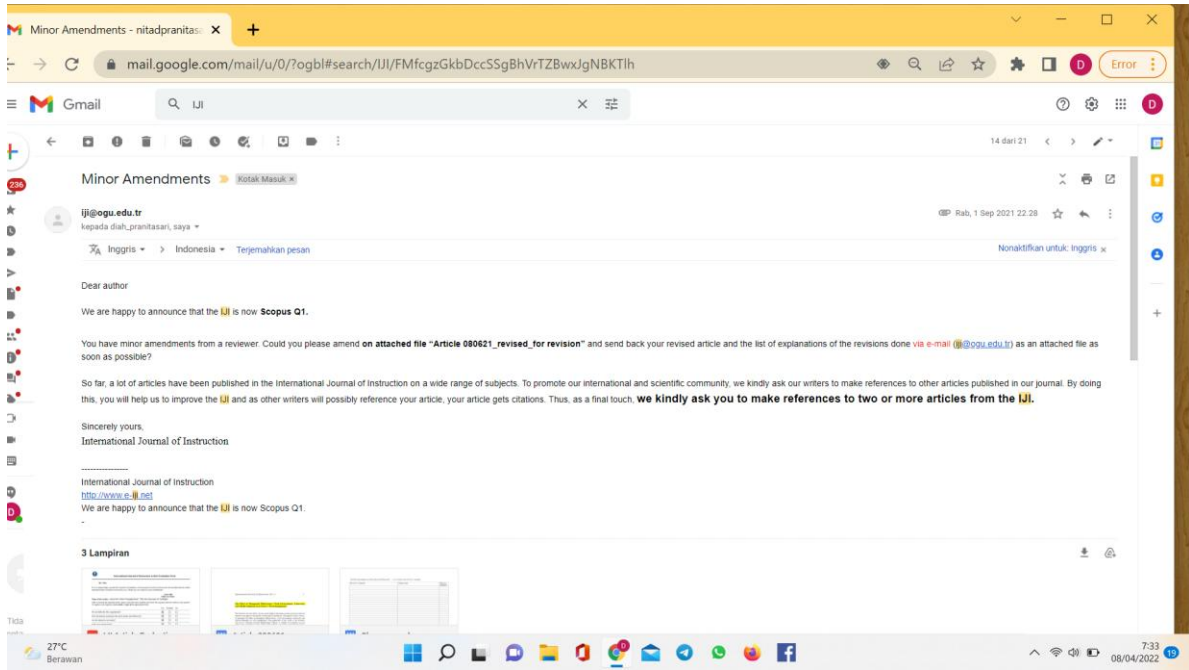 Minor Amendments - nitadpranitas
mail.google.com/mail/u/0/?ogbl#search/IJI/FMfcgzGkbDccSSgBhVrTZBwxJgNBKTlh
D
Error
Gmail
IJI
D
14 dari 21
236
Minor Amendments
Kotak Masuk ×
iji@ogu.edu.tr
Rab, 1 Sep 2021 22.28
kepada diah_pranitasari, saya
Inggris
Indonesia
Terjemahkan pesan
Nonaktifkan untuk: Inggris ×
Dear author
We are happy to announce that the IJI is now Scopus Q1.
You have minor amendments from a reviewer. Could you please amend on attached file "Article 080621_revised_for revision" and send back your revised article and the list of explanations of the revisions done via e-mail (iji@ogu.edu.tr) as an attached file as
soon as possible?
So far, a lot of articles have been published in the International Journal of Instruction on a wide range of subjects. To promote our international and scientific community, we kindly ask our writers to make references to other articles published in our journal. By doing
this, you will help us to improve the IJI and as other writers will possibly reference your article, your article gets citations. Thus, as a final touch, we kindly ask you to make references to two or more articles from the IJI.
Sincerely yours,
International Journal of Instruction
----------------
International Journal of Instruction
http://www.e-iji.net
We are happy to announce that the IJI is now Scopus Q1.
-
3 Lampiran
D
Tida
27°C
Berawan
7:33
08/04/2022
19